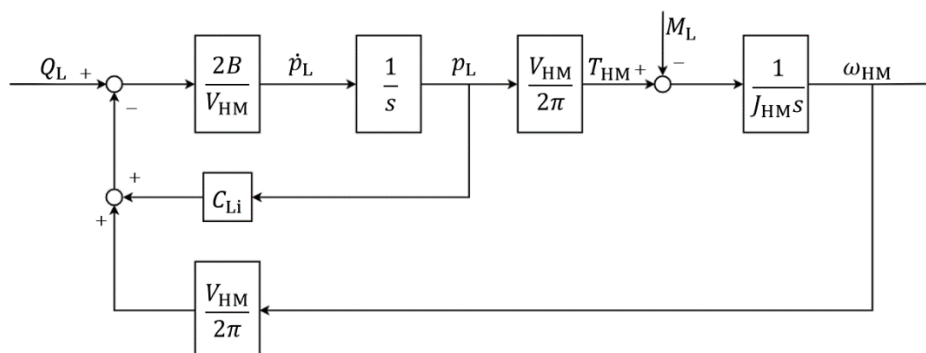 M_L
Q_L + − 2B/V_HM ṗ_L 1/s p_L V_HM/2π T_HM + − 1/(J_HM s) ω_HM
+ + C_Li
V_HM/2π